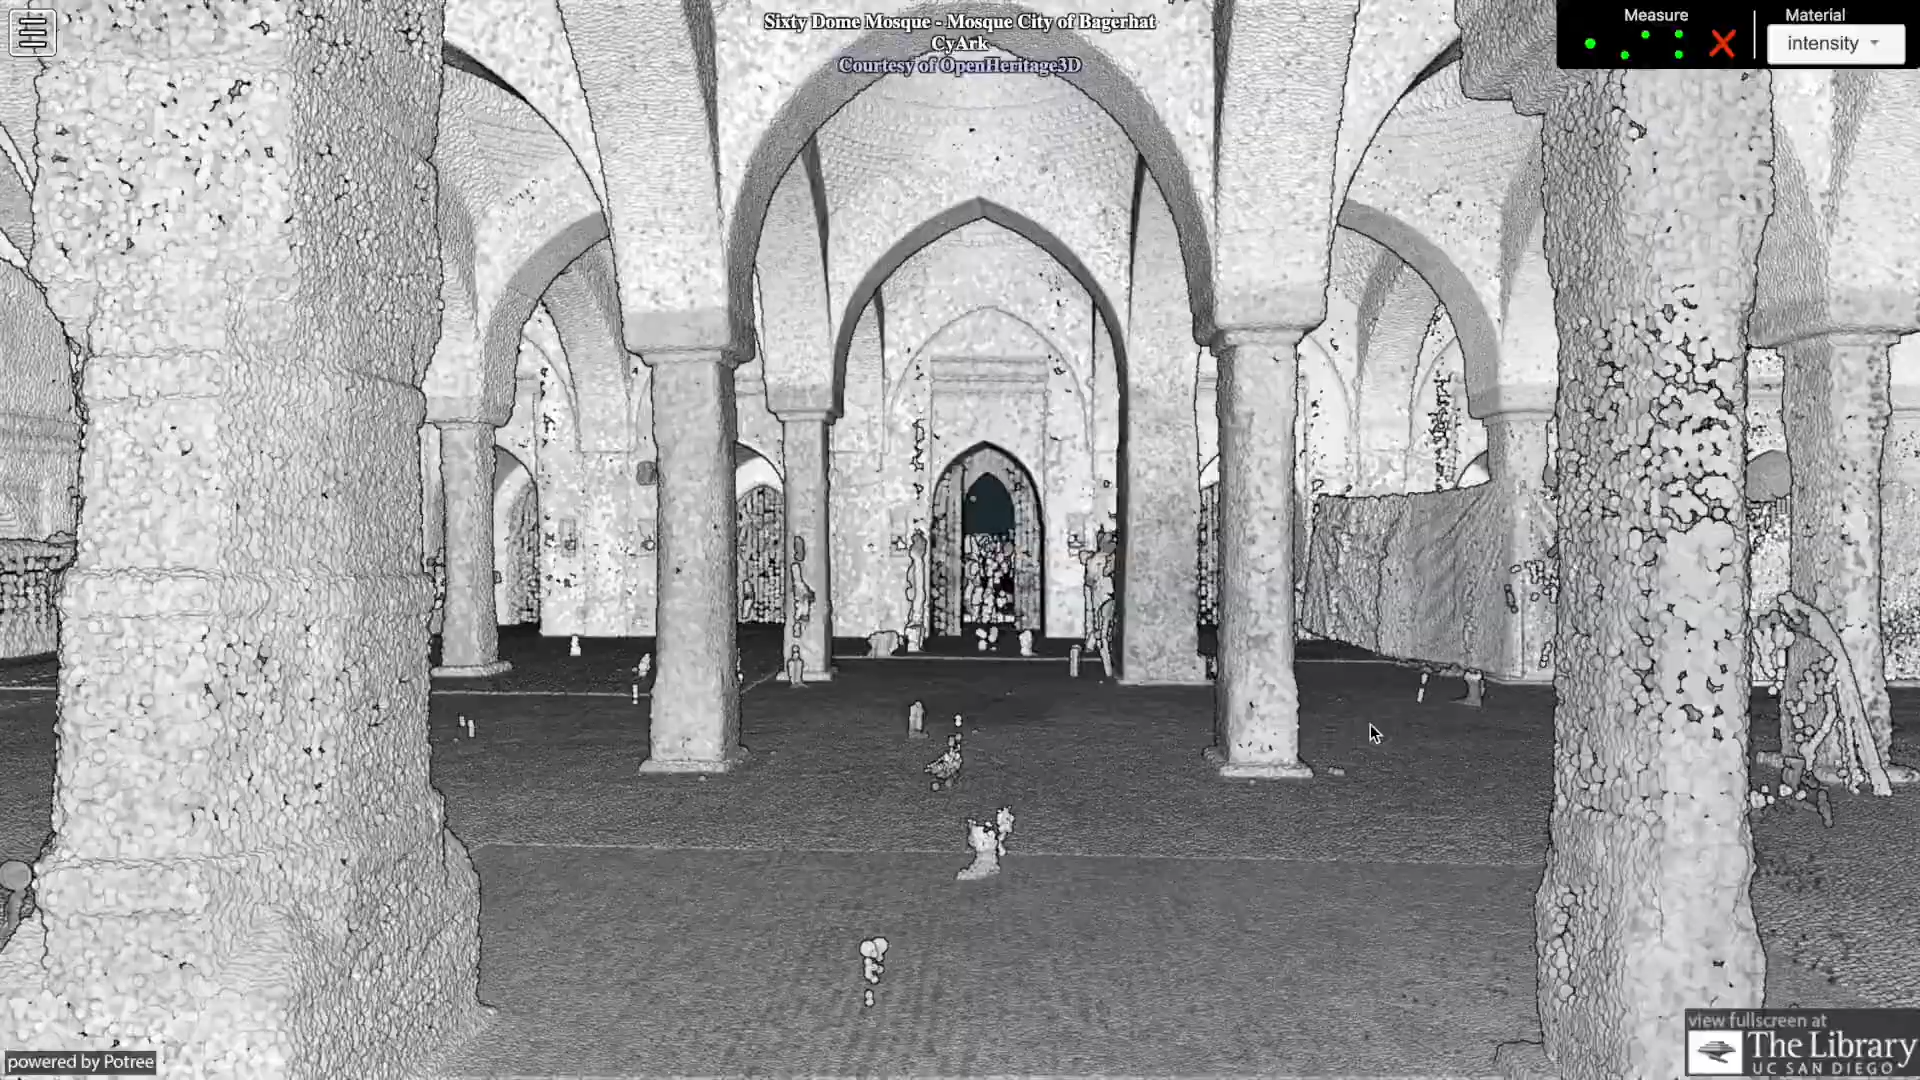 Sixty Dome Mosque - Mosque City of Bagerhat
CyArk
Courtesy of OpenHeritage3D
Measure
Material
intensity
powered by Potree
view fullscreen at
The Library
UC SAN DIEGO